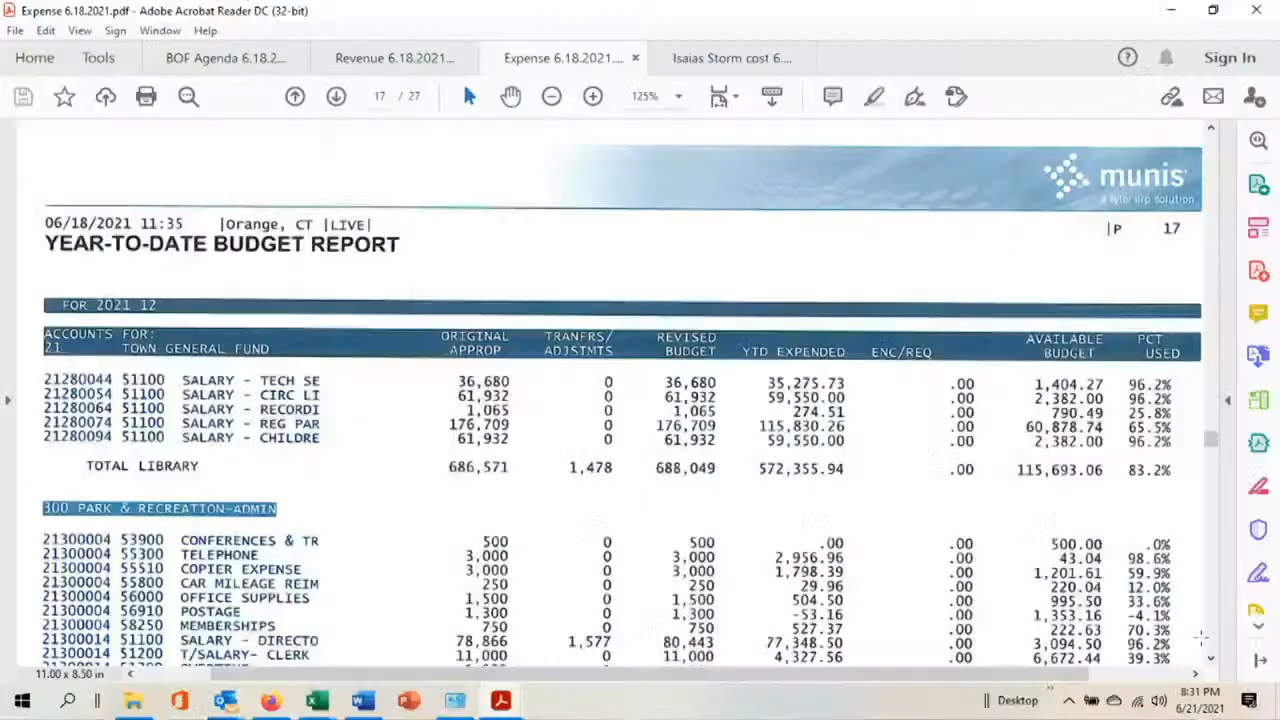 Expense 6.18.2021.pdf - Adobe Acrobat Reader DC (32-bit)
File Edit View Sign Window Help
Home Tools BOF Agenda 6.18.2... Revenue 6.18.2021... Expense 6.18.2021.... × Isaias Storm cost 6.... Sign In
17 / 27 125%
munis
a tyler erp solution
06/18/2021 11:35 |Orange, CT |LIVE|
YEAR-TO-DATE BUDGET REPORT
|P 17
FOR 2021 12
ACCOUNTS FOR: ORIGINAL TRANFRS/ REVISED AVAILABLE PCT
21 TOWN GENERAL FUND APPROP ADJSTMTS BUDGET YTD EXPENDED ENC/REQ BUDGET USED
21280044 51100 SALARY - TECH SE 36,680 0 36,680 35,275.73 .00 1,404.27 96.2%
21280054 51100 SALARY - CIRC LI 61,932 0 61,932 59,550.00 .00 2,382.00 96.2%
21280064 51100 SALARY - RECORDI 1,065 0 1,065 274.51 .00 790.49 25.8%
21280074 51100 SALARY - REG PAR 176,709 0 176,709 115,830.26 .00 60,878.74 65.5%
21280094 51100 SALARY - CHILDRE 61,932 0 61,932 59,550.00 .00 2,382.00 96.2%
TOTAL LIBRARY 686,571 1,478 688,049 572,355.94 .00 115,693.06 83.2%
300 PARK & RECREATION-ADMIN
21300004 53900 CONFERENCES & TR 500 0 500 .00 .00 500.00 .0%
21300004 55300 TELEPHONE 3,000 0 3,000 2,956.96 .00 43.04 98.6%
21300004 55510 COPIER EXPENSE 3,000 0 3,000 1,798.39 .00 1,201.61 59.9%
21300004 55800 CAR MILEAGE REIM 250 0 250 29.96 .00 220.04 12.0%
21300004 56000 OFFICE SUPPLIES 1,500 0 1,500 504.50 .00 995.50 33.6%
21300004 56910 POSTAGE 1,300 0 1,300 -53.16 .00 1,353.16 -4.1%
21300004 58250 MEMBERSHIPS 750 0 750 527.37 .00 222.63 70.3%
21300014 51100 SALARY - DIRECTO 78,866 1,577 80,443 77,348.50 .00 3,094.50 96.2%
21300014 51200 T/SALARY- CLERK 11,000 0 11,000 4,327.56 .00 6,672.44 39.3%
11.00 x 8.50 in
Desktop 8:31 PM
6/21/2021